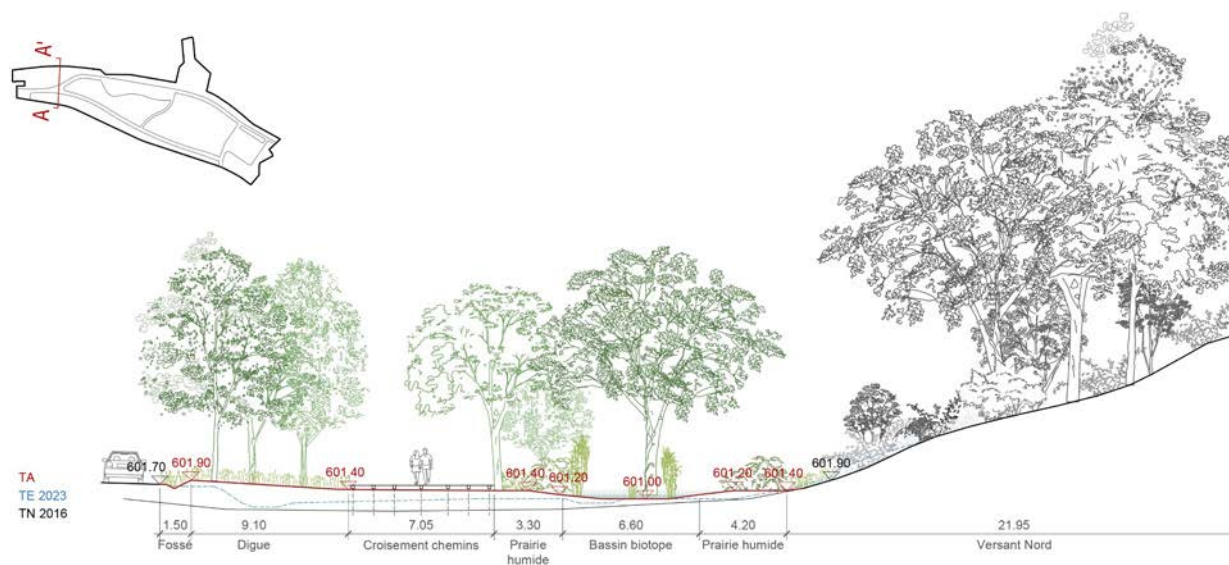 A'
A
601.70
601.90
601.40
601.40
601.20
601.00
601.20
601.40
601.90
TA
TE 2023
TN 2016
1.50
9.10
7.05
3.30
6.60
4.20
21.95
Fossé
Digue
Croisement chemins
Prairie
humide
Bassin biotope
Prairie humide
Versant Nord